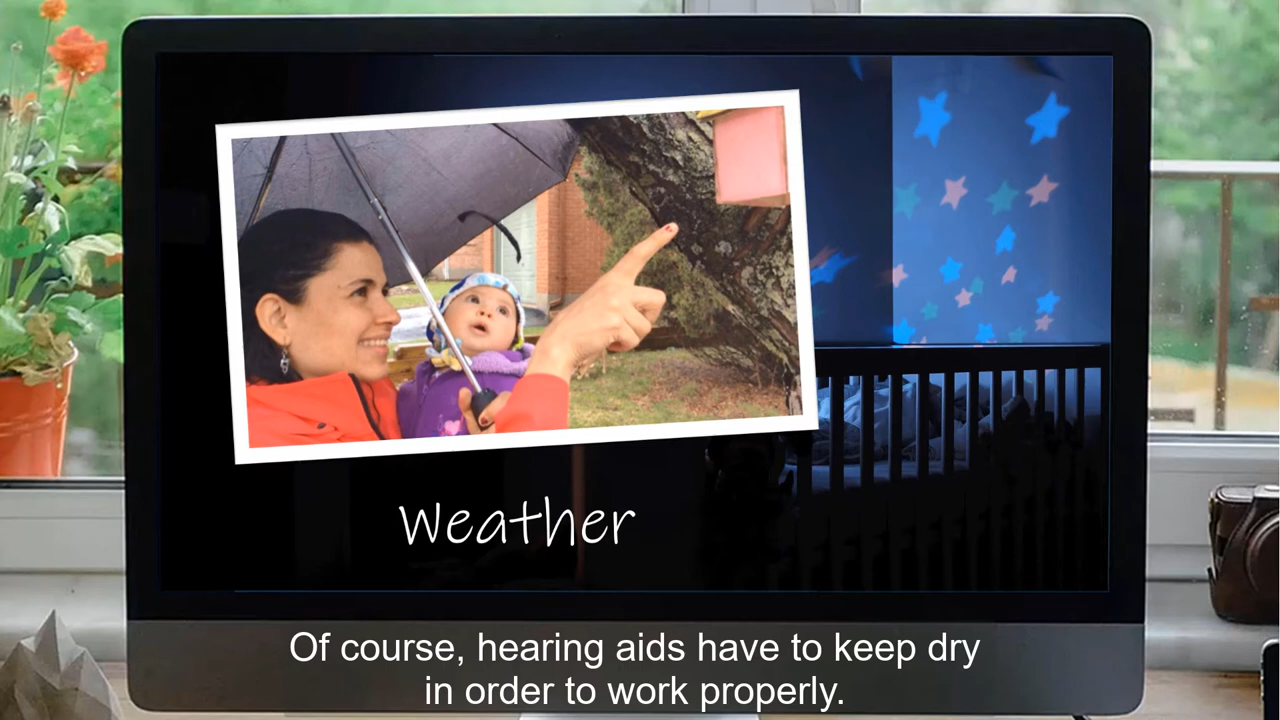 Weather
Of course, hearing aids have to keep dry
in order to work properly.